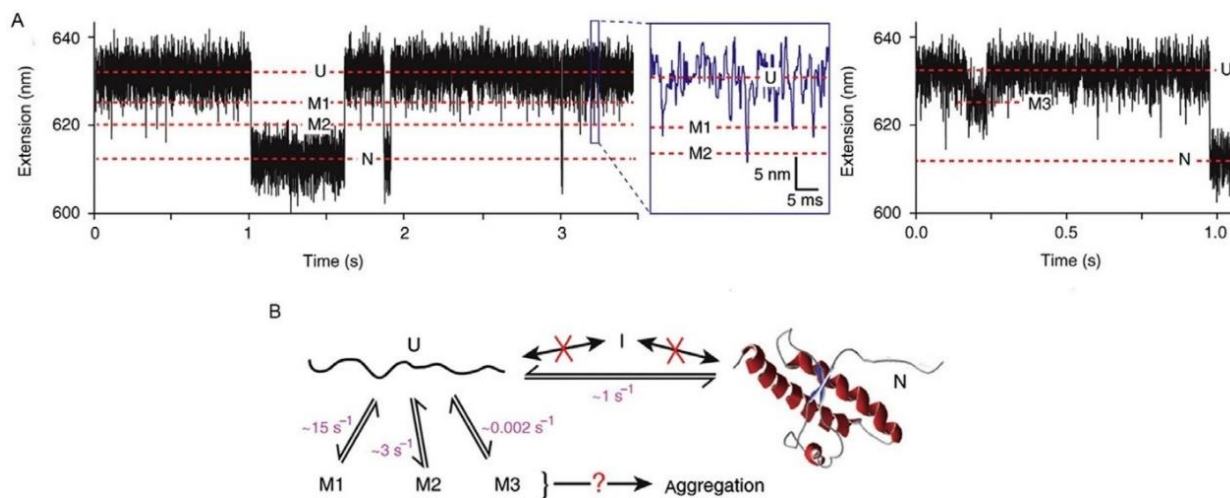 A
Extension (nm)
640
620
600
U
M1
M2
N
0
1
2
3
Time (s)
U
M1
M2
5 nm
5 ms
Extension (nm)
640
620
600
U
M3
N
0.0
0.5
1.0
Time (s)
B
U
I
N
~1 s⁻¹
~15 s⁻¹
~3 s⁻¹
~0.002 s⁻¹
M1 M2 M3 } ? Aggregation